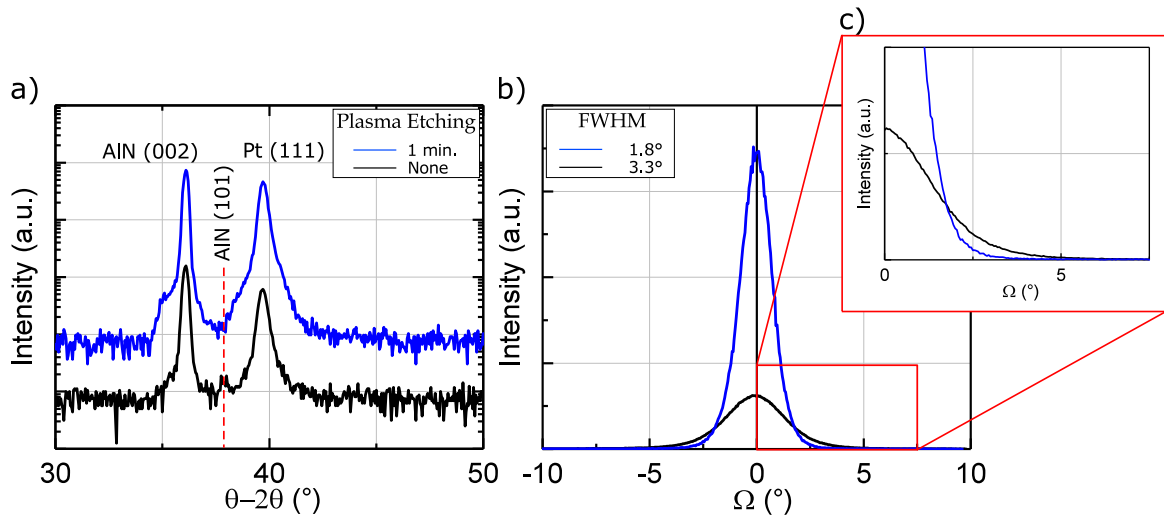 a)
Intensity (a.u.)
AlN (002)
AlN (101)
Pt (111)
Plasma Etching
1 min.
None
30
40
50
θ−2θ (°)
b)
Intensity (a.u.)
FWHM
1.8°
3.3°
-10
-5
0
5
10
Ω (°)
c)
Intensity (a.u.)
0
5
Ω (°)